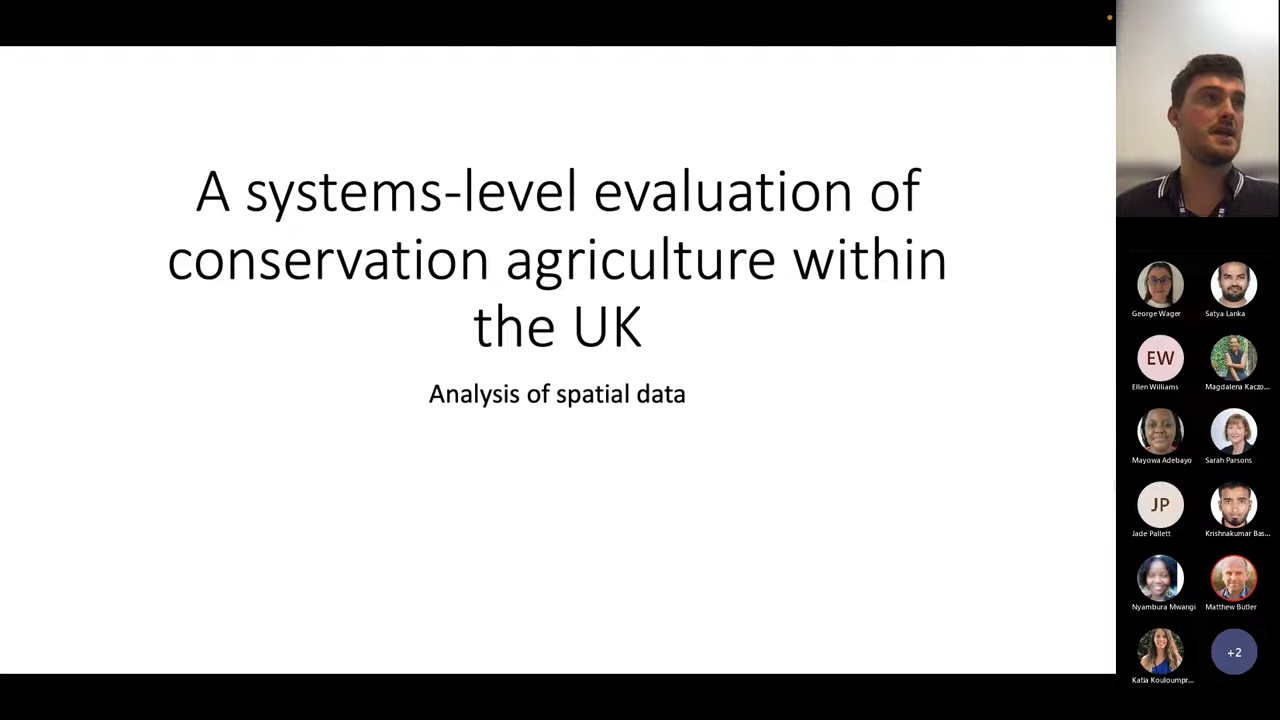 A systems-level evaluation of
conservation agriculture within
the UK
Analysis of spatial data
George Wager
Satya Lanka
EW
Ellen Williams
Magdalena Kaczo...
Mayowa Adebayo
Sarah Parsons
JP
Jade Pallett
Krishnakumar Bas...
Nyambura Mwangi
Matthew Butler
Katia Kouloumpr...
+2